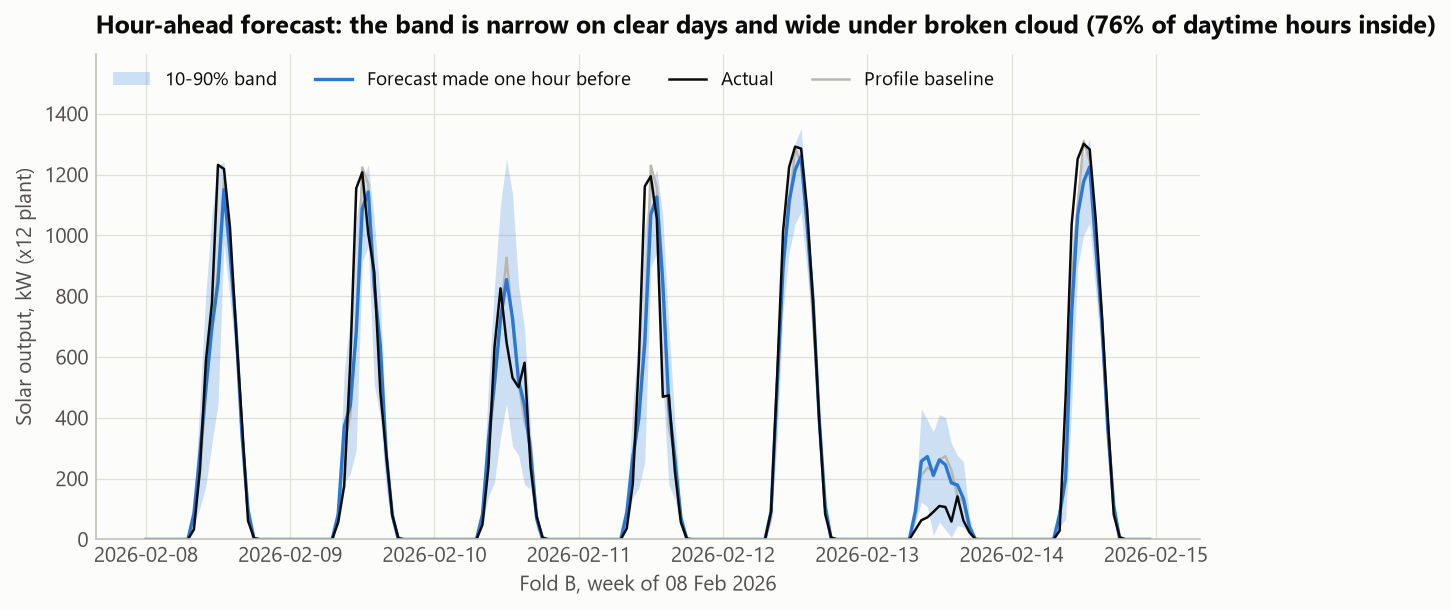 Hour-ahead forecast: the band is narrow on clear days and wide under broken cloud (76% of daytime hours inside)
10-90% band
Forecast made one hour before
Actual
Profile baseline
Solar output, kW (x12 plant)
1400
1200
1000
800
600
400
200
0
2026-02-08
2026-02-09
2026-02-10
2026-02-11
2026-02-12
2026-02-13
2026-02-14
2026-02-15
Fold B, week of 08 Feb 2026